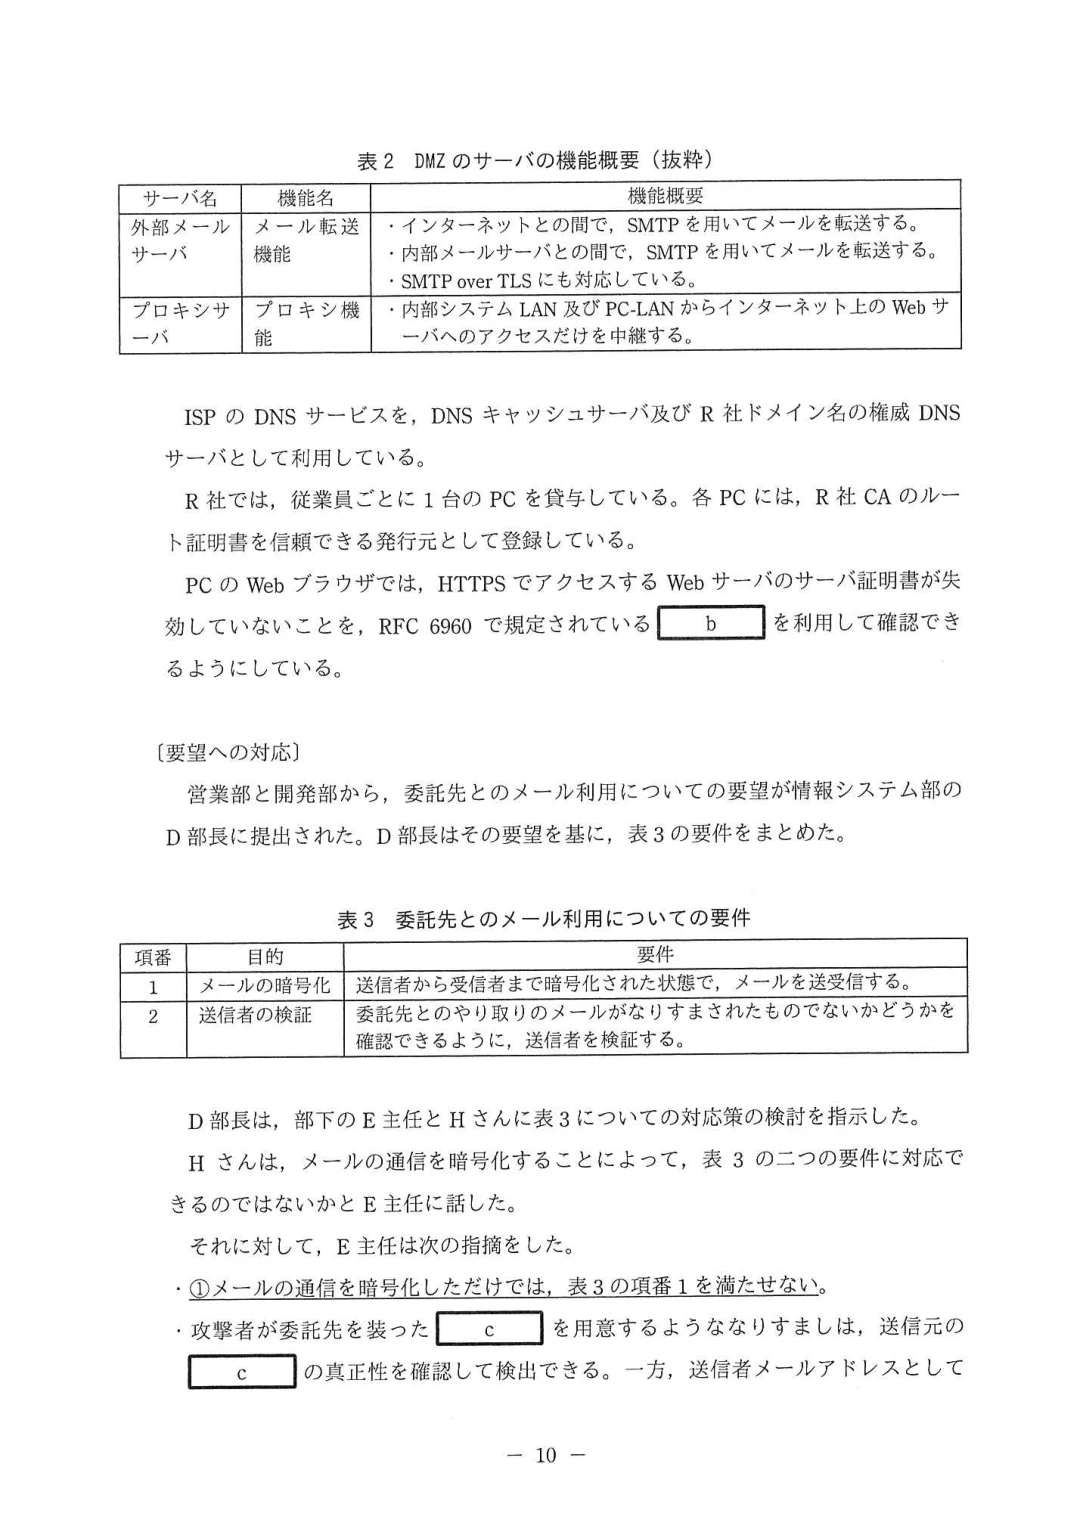 表2 DMZのサーバの機能概要（抜粋）
サーバ名 機能名 機能概要
外部メール メール転送 ・インターネットとの間で，SMTPを用いてメールを転送する。
サーバ 機能 ・内部メールサーバとの間で，SMTPを用いてメールを転送する。
・SMTP over TLSにも対応している。
プロキシサ プロキシ機 ・内部システムLAN及びPC-LANからインターネット上のWebサ
ーバ 能 ーバへのアクセスだけを中継する。
ISPのDNSサービスを，DNSキャッシュサーバ及びR社ドメイン名の権威DNS
サーバとして利用している。
R社では，従業員ごとに1台のPCを貸与している。各PCには，R社CAのルー
ト証明書を信頼できる発行元として登録している。
PCのWebブラウザでは，HTTPSでアクセスするWebサーバのサーバ証明書が失
効していないことを，RFC 6960で規定されている b を利用して確認でき
るようにしている。
〔要望への対応〕
営業部と開発部から，委託先とのメール利用についての要望が情報システム部の
D部長に提出された。D部長はその要望を基に，表3の要件をまとめた。
表3 委託先とのメール利用についての要件
項番 目的 要件
1 メールの暗号化 送信者から受信者まで暗号化された状態で，メールを送受信する。
2 送信者の検証 委託先とのやり取りのメールがなりすまされたものでないかどうかを
確認できるように，送信者を検証する。
D部長は，部下のE主任とHさんに表3についての対応策の検討を指示した。
Hさんは，メールの通信を暗号化することによって，表3の二つの要件に対応で
きるのではないかとE主任に話した。
それに対して，E主任は次の指摘をした。
・①メールの通信を暗号化しただけでは，表3の項番1を満たせない。
・攻撃者が委託先を装った c を用意するようななりすましは，送信元の
c の真正性を確認して検出できる。一方，送信者メールアドレスとして
－ 10 －